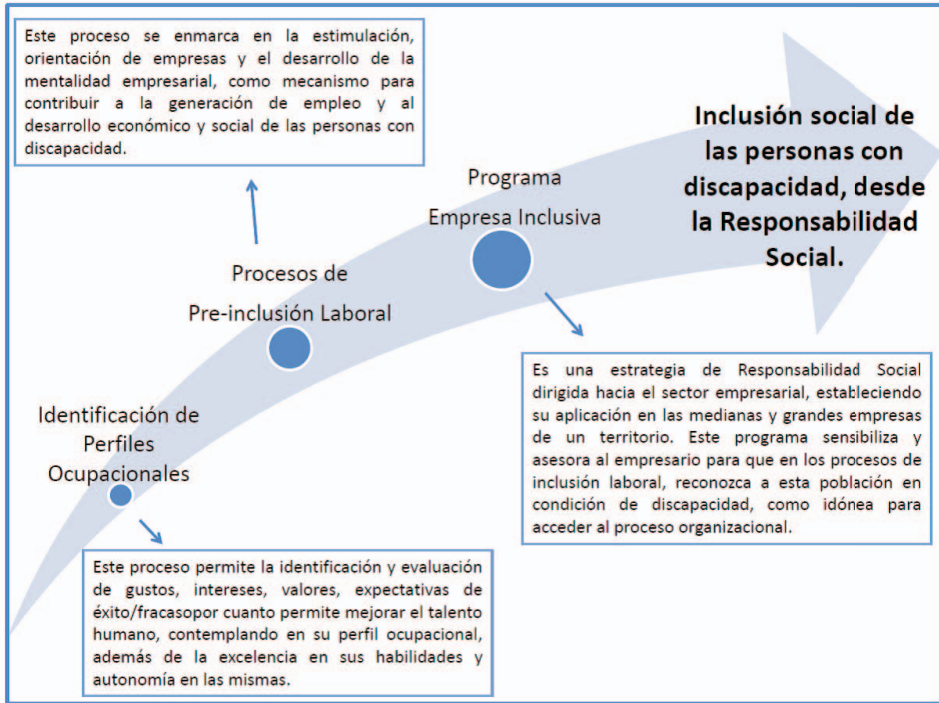 Este proceso se enmarca en la estimulación,
orientación de empresas y el desarrollo de la
mentalidad empresarial, como mecanismo para
contribuir a la generación de empleo y al
desarrollo económico y social de las personas con
discapacidad.
Inclusión social de
las personas con
discapacidad, desde
la Responsabilidad
Social.
Programa
Empresa Inclusiva
Procesos de
Pre-inclusión Laboral
Es una estrategia de Responsabilidad Social
dirigida hacia el sector empresarial, estableciendo
su aplicación en las medianas y grandes empresas
de un territorio. Este programa sensibiliza y
asesora al empresario para que en los procesos de
inclusión laboral, reconozca a esta población en
condición de discapacidad, como idónea para
acceder al proceso organizacional.
Identificación de
Perfiles
Ocupacionales
Este proceso permite la identificación y evaluación
de gustos, intereses, valores, expectativas de
éxito/fracasopor cuanto permite mejorar el talento
humano, contemplando en su perfil ocupacional,
además de la excelencia en sus habilidades y
autonomía en las mismas.